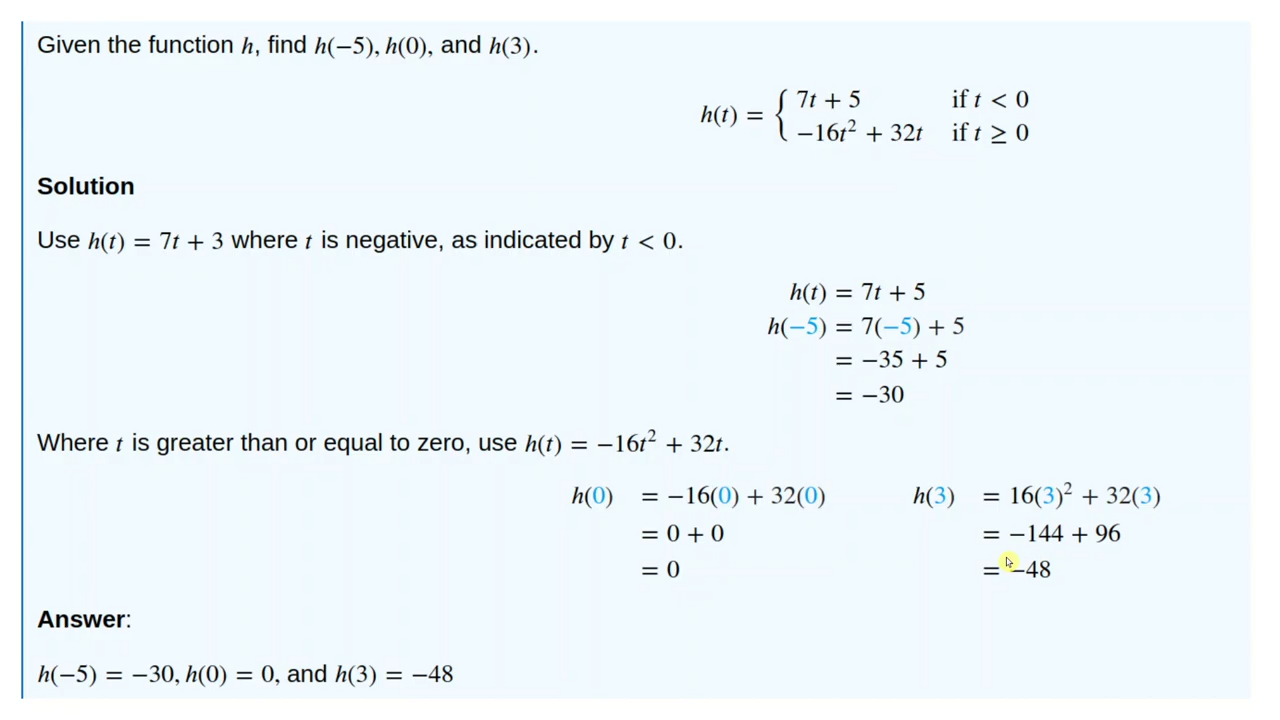 Given the function h, find h(−5), h(0), and h(3).
h(t) = { 7t + 5 if t < 0
−16t² + 32t if t ≥ 0
Solution
Use h(t) = 7t + 3 where t is negative, as indicated by t < 0.
h(t) = 7t + 5
h(−5) = 7(−5) + 5
= −35 + 5
= −30
Where t is greater than or equal to zero, use h(t) = −16t² + 32t.
h(0) = −16(0) + 32(0) h(3) = 16(3)² + 32(3)
= 0 + 0 = −144 + 96
= 0 = −48
Answer:
h(−5) = −30, h(0) = 0, and h(3) = −48